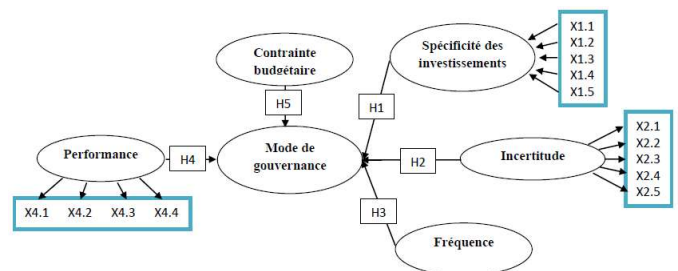 Contrainte
budgétaire
Spécificité des
investissements
X1.1
X1.2
X1.3
X1.4
X1.5
H5
H1
Performance
H4
Mode de
gouvernance
H2
Incertitude
X2.1
X2.2
X2.3
X2.4
X2.5
X4.1 X4.2 X4.3 X4.4
H3
Fréquence